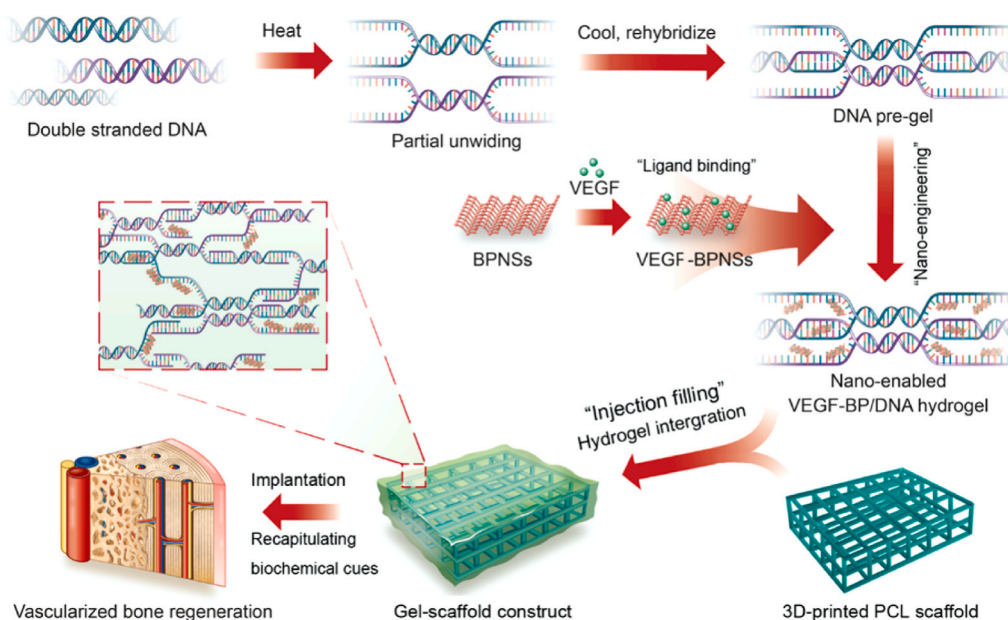 Heat
Cool, rehybridize
Double stranded DNA
Partial unwiding
DNA pre-gel
VEGF
"Ligand binding"
"Nano-engineering"
BPNSs
VEGF-BPNSs
Nano-enabled
VEGF-BP/DNA hydrogel
"Injection filling"
Hydrogel intergration
Implantation
Recapitulating
biochemical cues
Vascularized bone regeneration
Gel-scaffold construct
3D-printed PCL scaffold